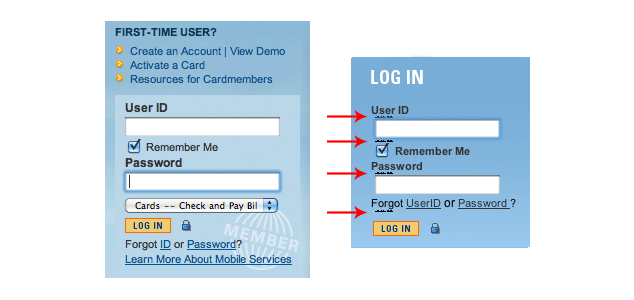 FIRST-TIME USER?
Create an Account | View Demo
Activate a Card
Resources for Cardmembers
User ID
Remember Me
Password
Cards -- Check and Pay Bil
LOG IN
MEMBER
Forgot ID or Password?
Learn More About Mobile Services
LOG IN
User ID
Remember Me
Password
Forgot UserID or Password ?
LOG IN